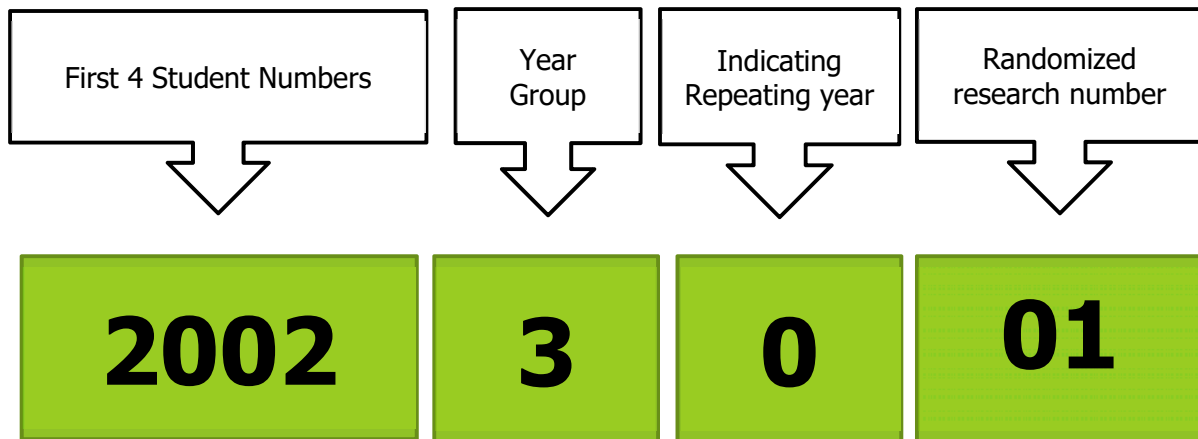 First 4 Student Numbers
Year
Group
Indicating
Repeating year
Randomized
research number
2002
3
0
01